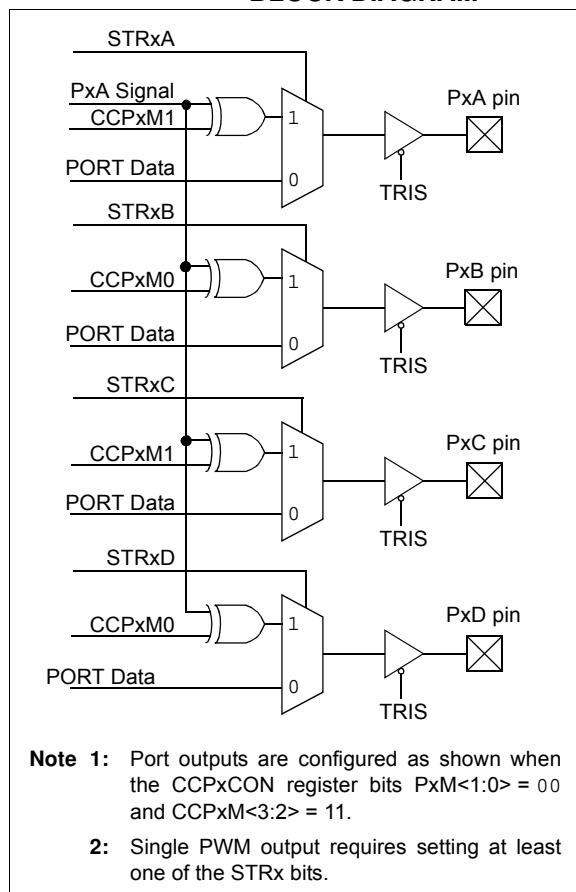 BLOCK DIAGRAM
STRxA
PxA Signal
CCPxM1
1
PxA pin
PORT Data
0
TRIS
STRxB
CCPxM0
1
PxB pin
PORT Data
0
TRIS
STRxC
CCPxM1
1
PxC pin
PORT Data
0
TRIS
STRxD
CCPxM0
1
PxD pin
PORT Data
0
TRIS
Note 1: Port outputs are configured as shown when
the CCPxCON register bits PxM<1:0> = 00
and CCPxM<3:2> = 11.
2: Single PWM output requires setting at least
one of the STRx bits.